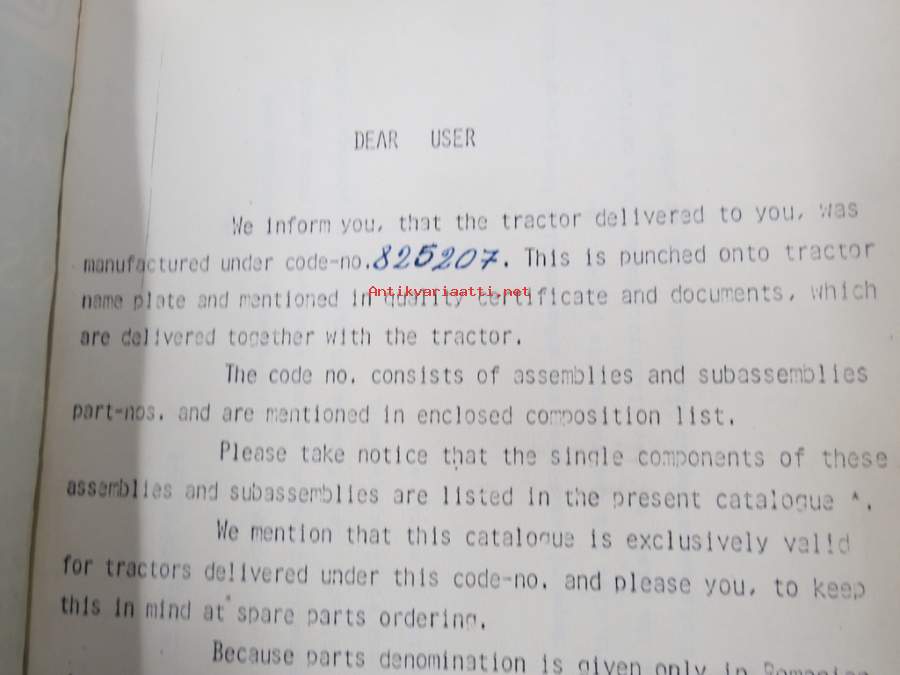 DEAR USER
We inform you, that the tractor delivered to you, was
manufactured under code-no. 825207. This is punched onto tractor
name plate and mentioned in quality certificate and documents, which
Antikvariaatti.net
are delivered together with the tractor.
The code no. consists of assemblies and subassemblies
part-nos. and are mentioned in enclosed composition list.
Please take notice that the single components of these
assemblies and subassemblies are listed in the present catalogue ".
We mention that this catalogue is exclusively valid
for tractors delivered under this code-no. and please you, to keep
this in mind at spare parts ordering.
Because parts denomination is given only in